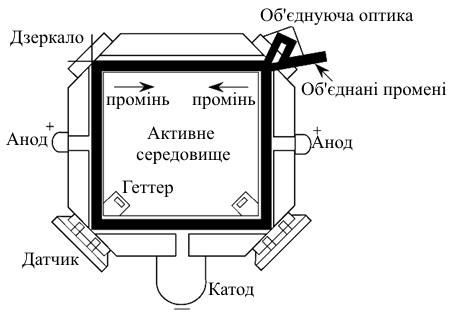 Об'єднуюча оптика
Дзеркало
Об'єднані промені
промінь промінь
Активне
середовище
Анод
+
+
Анод
Геттер
Датчик
Катод